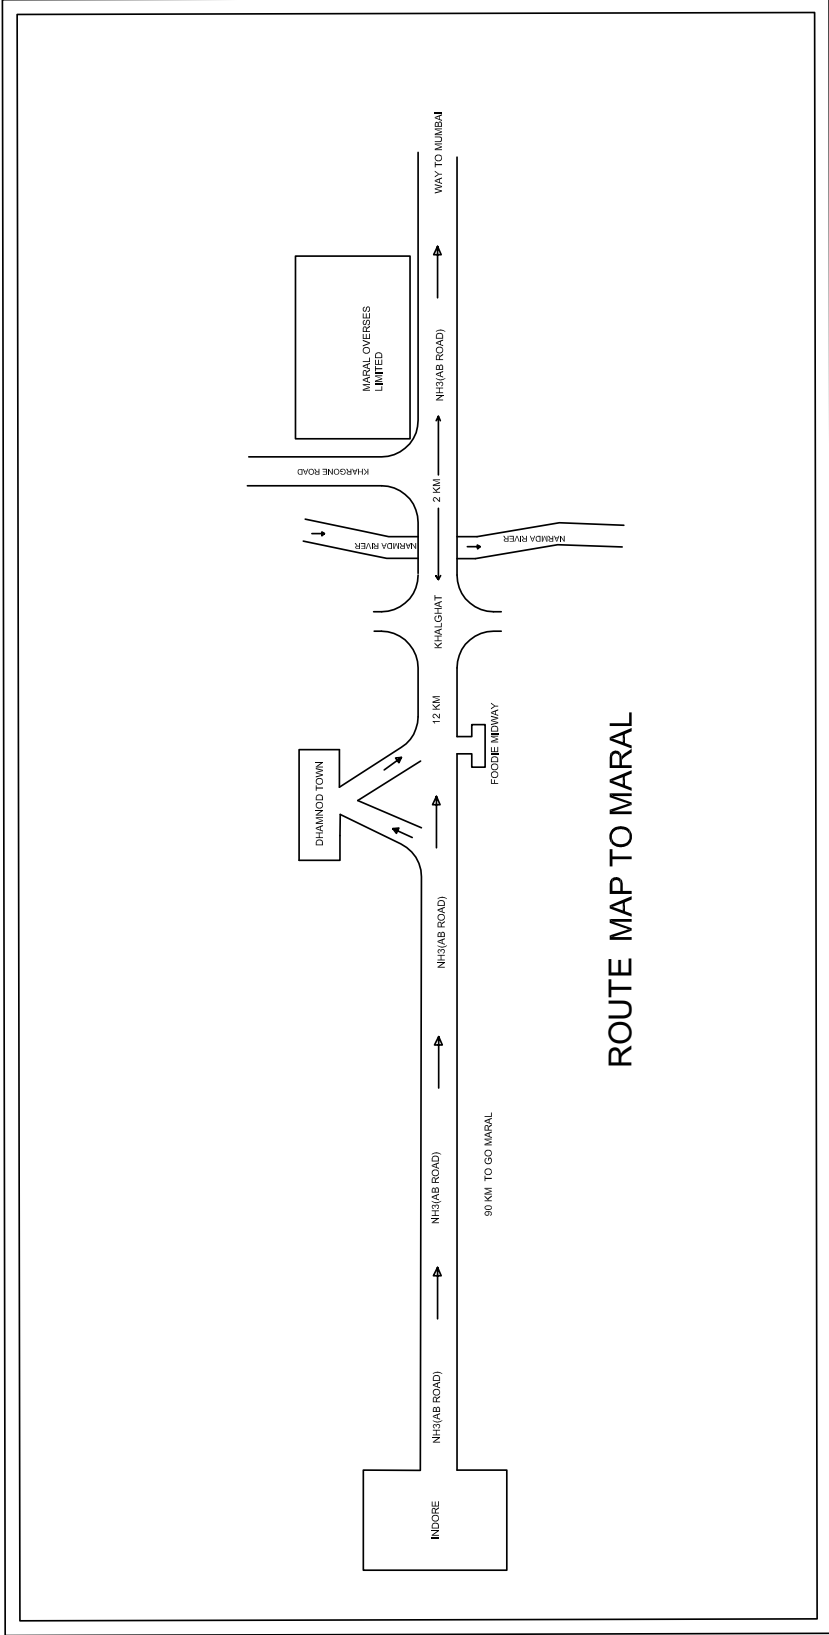 WAY TO MUMBAI
MARAL OVERSES
LIMITED
NH3(AB ROAD)
KHARGONE ROAD
2 KM
NARMDA RIVER
NARMDA RIVER
KHALGHAT
12 KM
FOODIE MIDWAY
DHAMNOD TOWN
NH3(AB ROAD)
ROUTE MAP TO MARAL
NH3(AB ROAD)
90 KM TO GO MARAL
NH3(AB ROAD)
INDORE